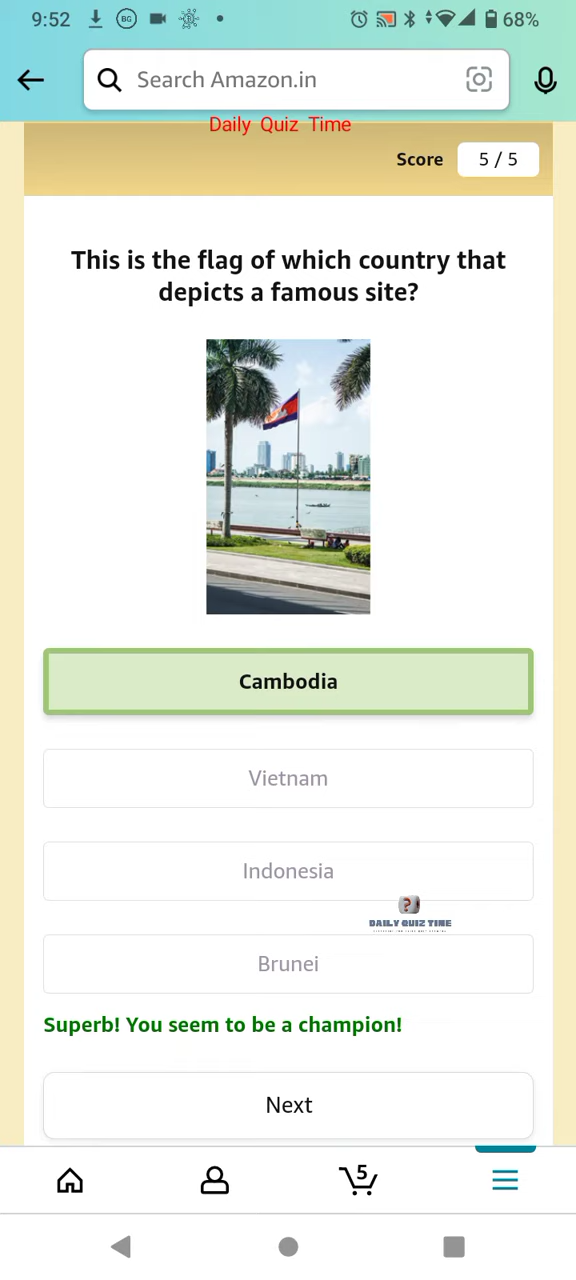 9:52 BG 68%
Search Amazon.in
Daily Quiz Time
Score 5 / 5
This is the flag of which country that
depicts a famous site?
Cambodia
Vietnam
Indonesia
?
DAILY QUIZ TIME
Brunei
Superb! You seem to be a champion!
Next
5